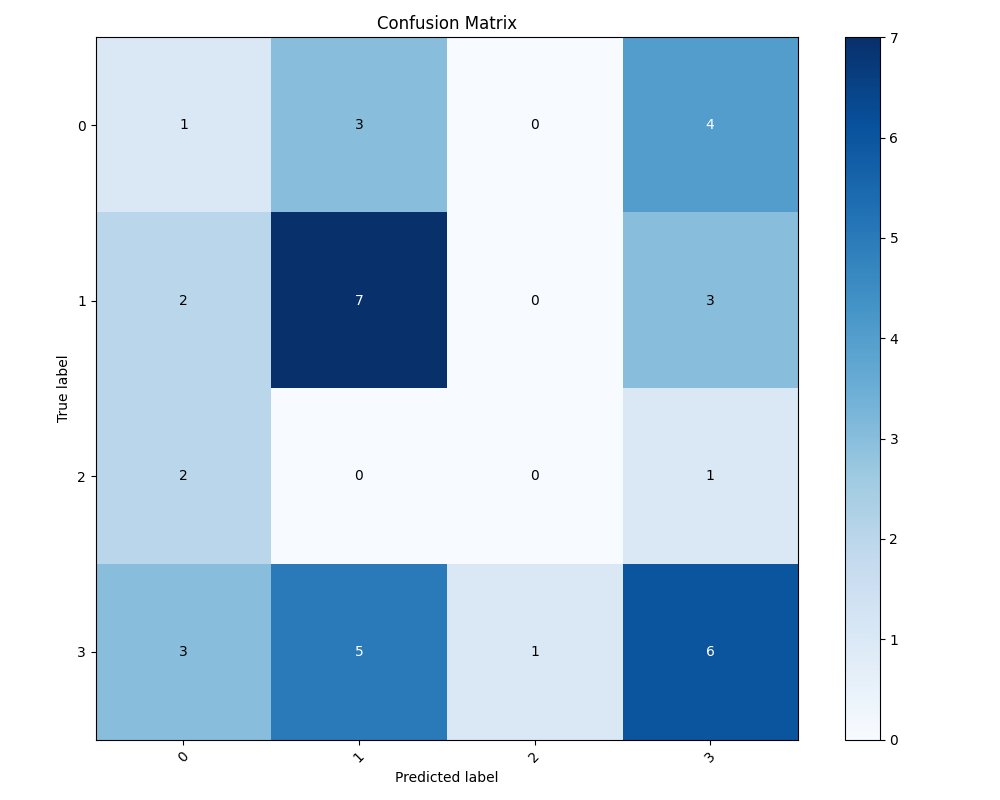 Confusion Matrix
0 1 3 0 4
1 2 7 0 3
2 2 0 0 1
3 3 5 1 6
0 1 2 3
True label
Predicted label
7
6
5
4
3
2
1
0